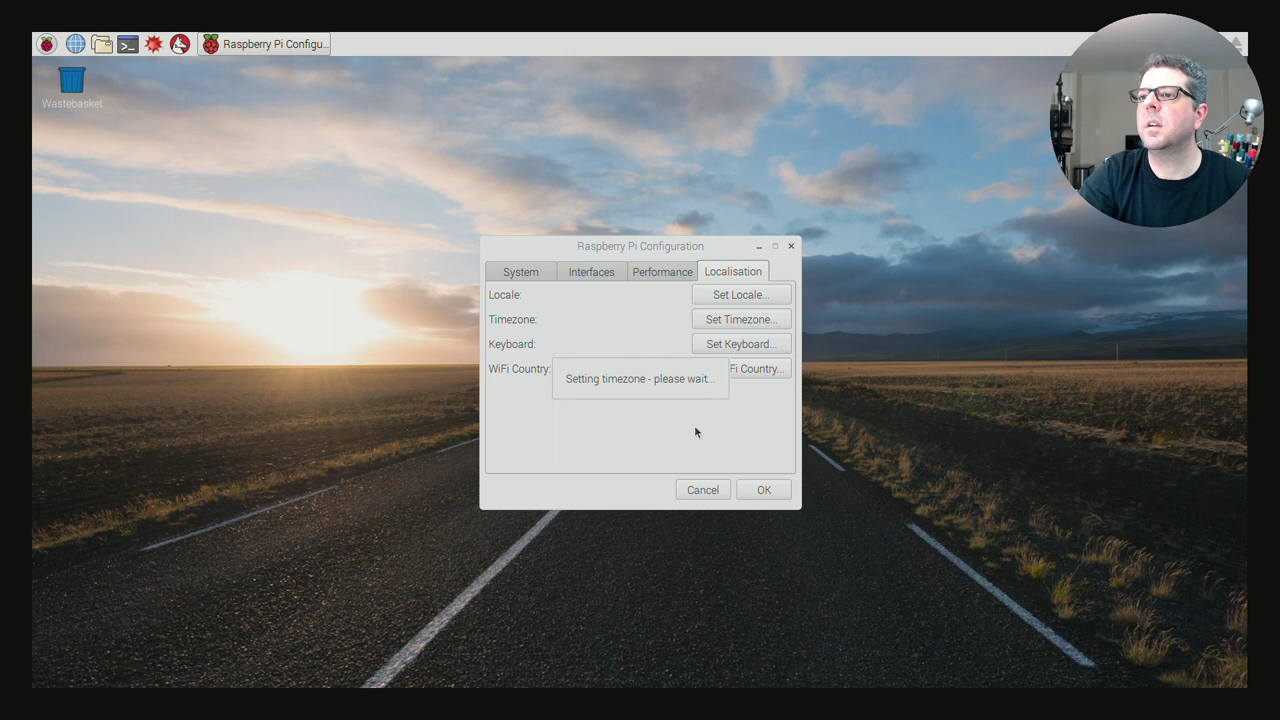 Raspberry Pi Configu...
Wastebasket
Raspberry Pi Configuration
System Interfaces Performance Localisation
Locale: Set Locale...
Timezone: Set Timezone...
Keyboard: Set Keyboard...
WiFi Country: Fi Country...
Setting timezone - please wait...
Cancel OK